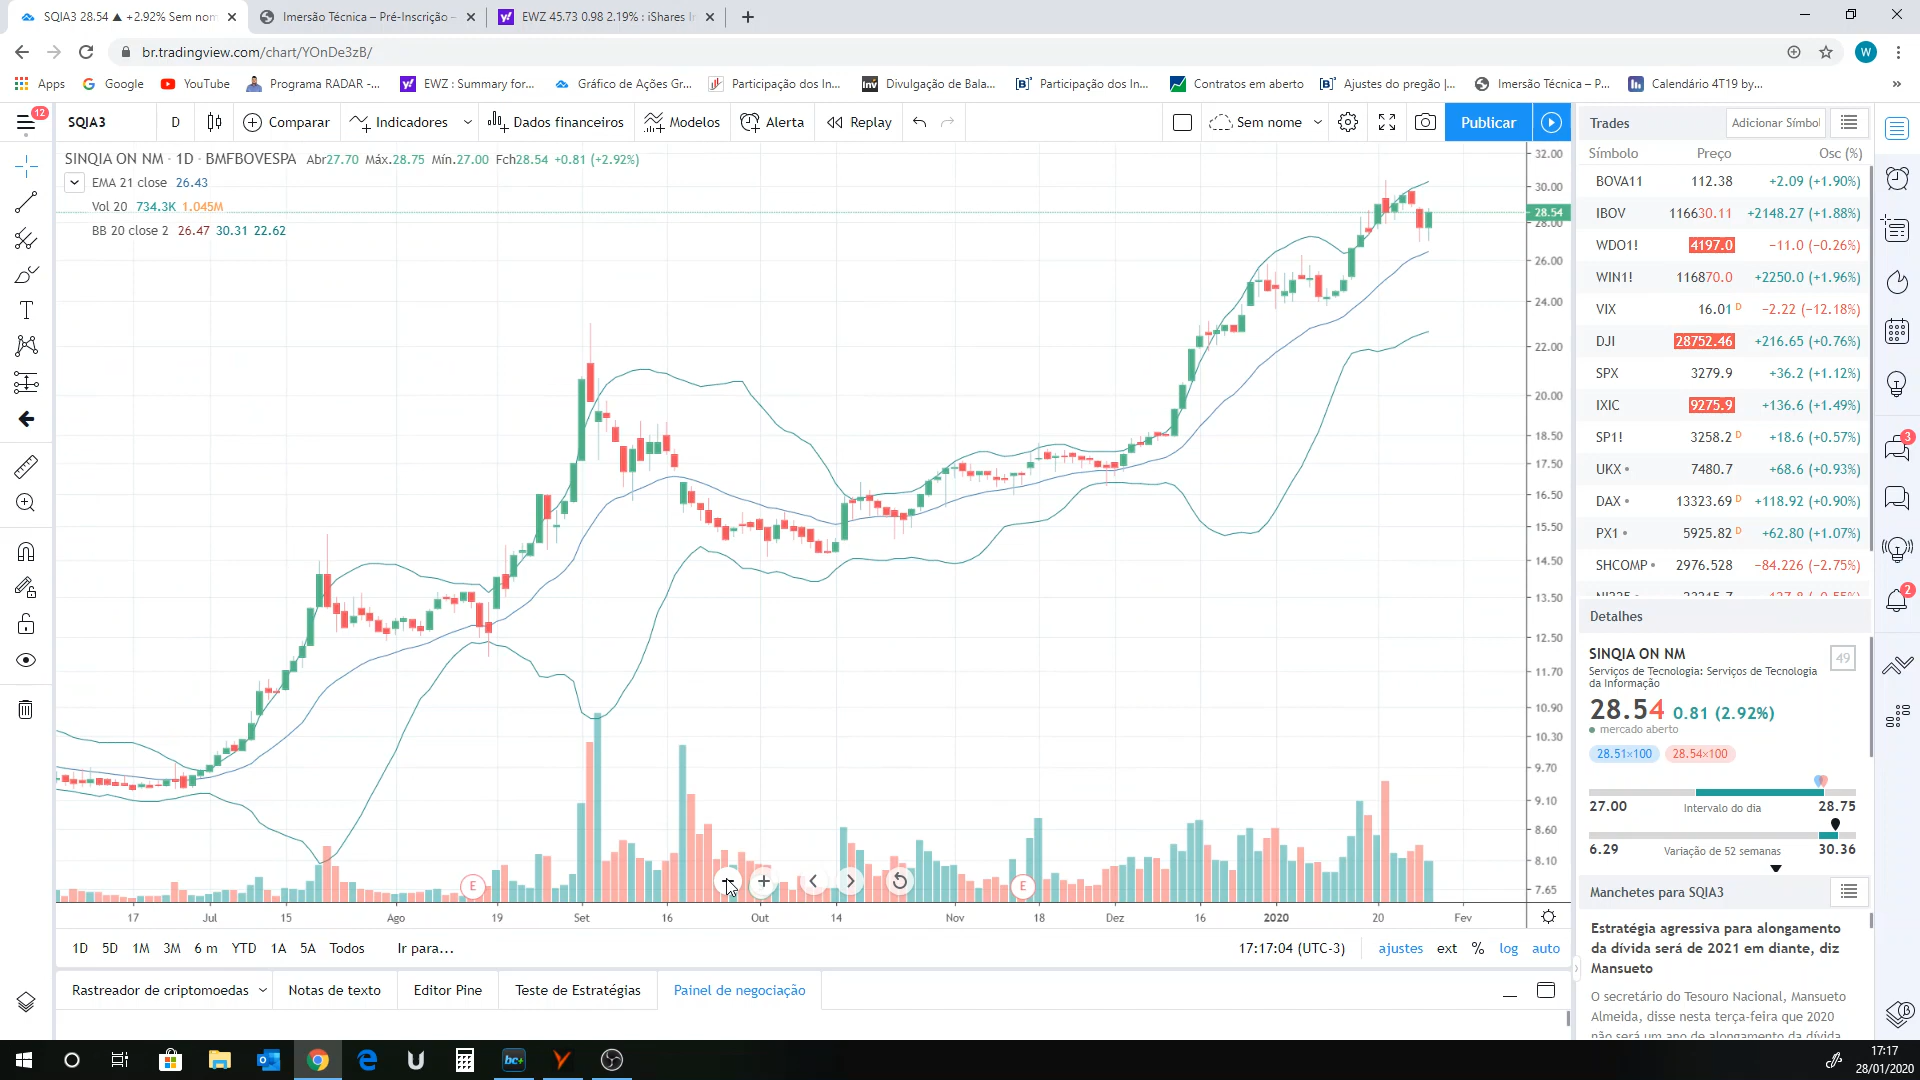 SQIA3 28.54 ▲ +2.92% Sem nom
Imersão Técnica – Pré-Inscrição –
EWZ 45.73 0.98 2.19% : iShares I
br.tradingview.com/chart/YOnDe3zB/
W
Apps
Google
YouTube
Programa RADAR -...
EWZ : Summary for...
Gráfico de Ações Gr...
Participação dos In...
Divulgação de Bala...
Participação dos In...
Contratos em aberto
Ajustes do pregão |...
Imersão Técnica – P...
Calendário 4T19 by...
»
12
SQIA3
D
Comparar
Indicadores
Dados financeiros
Modelos
Alerta
Replay
Sem nome
Publicar
SINQIA ON NM · 1D · BMFBOVESPA Abr27.70 Máx.28.75 Mín.27.00 Fch28.54 +0.81 (+2.92%)
EMA 21 close 26.43
Vol 20 734.3K 1.045M
BB 20 close 2 26.47 30.31 22.62
32.00
30.00
28.54
28.00
26.00
24.00
22.00
20.00
18.50
17.50
16.50
15.50
14.50
13.50
12.50
11.70
10.90
10.30
9.70
9.10
8.60
8.10
7.65
E
E
17 Jul 15 Ago 19 Set 16 Out 14 Nov 18 Dez 16 2020 20 Fev
1D 5D 1M 3M 6 m YTD 1A 5A Todos Ir para...
17:17:04 (UTC-3) ajustes ext % log auto
Rastreador de criptomoedas
Notas de texto
Editor Pine
Teste de Estratégias
Painel de negociação
Trades
Adicionar Símbol
Símbolo Preço Osc (%)
BOVA11 112.38 +2.09 (+1.90%)
IBOV 116630.11 +2148.27 (+1.88%)
WDO1! 4197.0 −11.0 (−0.26%)
WIN1! 116870.0 +2250.0 (+1.96%)
VIX 16.01 D −2.22 (−12.18%)
DJI 28752.46 +216.65 (+0.76%)
SPX 3279.9 +36.2 (+1.12%)
IXIC 9275.9 +136.6 (+1.49%)
SP1! 3258.2 D +18.6 (+0.57%)
UKX • 7480.7 +68.6 (+0.93%)
DAX • 13323.69 D +118.92 (+0.90%)
PX1 • 5925.82 D +62.80 (+1.07%)
SHCOMP • 2976.528 −84.226 (−2.75%)
Detalhes
SINQIA ON NM
49
Serviços de Tecnologia: Serviços de Tecnologia
da Informação
28.54 0.81 (2.92%)
mercado aberto
28.51×100 28.54×100
27.00 Intervalo do dia 28.75
6.29 Variação de 52 semanas 30.36
Manchetes para SQIA3
Estratégia agressiva para alongamento
da dívida será de 2021 em diante, diz
Mansueto
O secretário do Tesouro Nacional, Mansueto
Almeida, disse nesta terça-feira que 2020
não será um ano de alongamento da dívida
3
2
bc+
17:17
28/01/2020